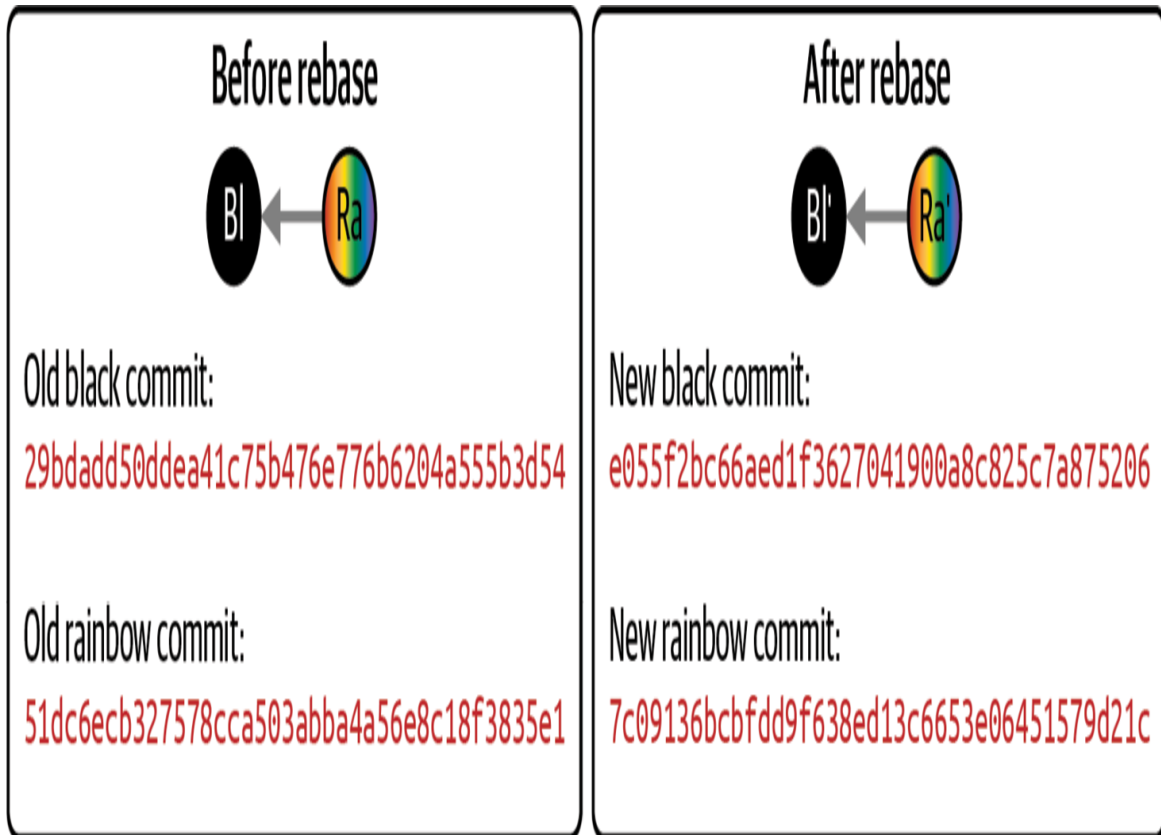 Before rebase
Bl
Ra
Old black commit:
29bdadd50ddea41c75b476e776b6204a555b3d54
Old rainbow commit:
51dc6ecb327578cca503abba4a56e8c18f3835e1
After rebase
Bl'
Ra'
New black commit:
e055f2bc66aed1f3627041900a8c825c7a875206
New rainbow commit:
7c09136bcbfdd9f638ed13c6653e06451579d21c